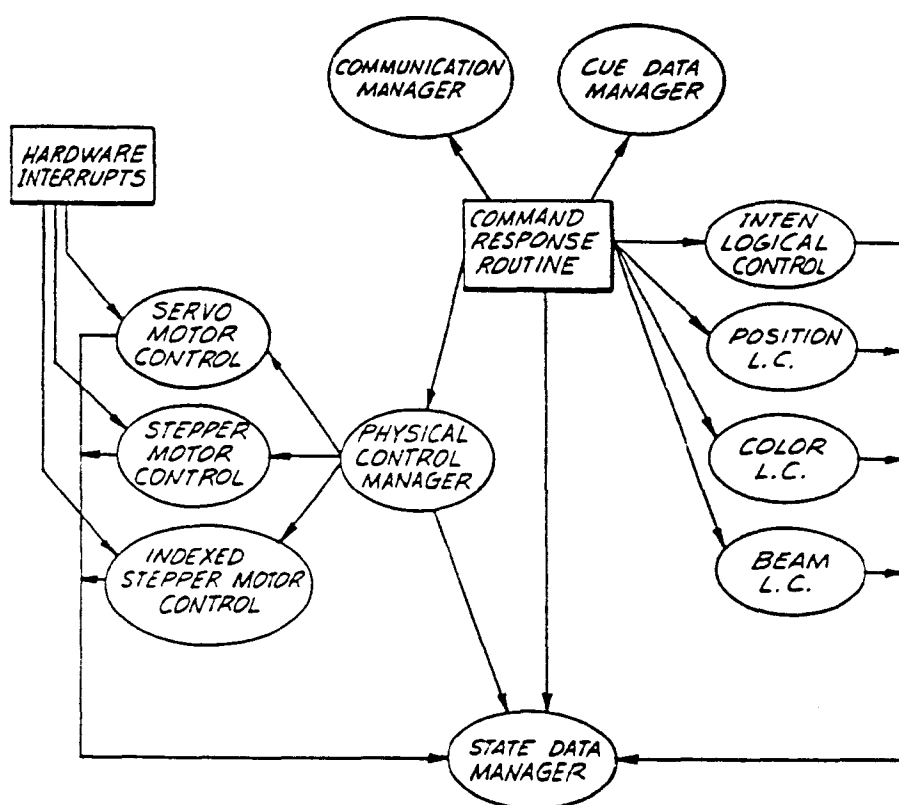 COMMUNICATION
MANAGER
CUE DATA
MANAGER
HARDWARE
INTERRUPTS
COMMAND
RESPONSE
ROUTINE
INTEN
LOGICAL
CONTROL
SERVO
MOTOR
CONTROL
POSITION
L.C.
STEPPER
MOTOR
CONTROL
PHYSICAL
CONTROL
MANAGER
COLOR
L.C.
INDEXED
STEPPER MOTOR
CONTROL
BEAM
L.C.
STATE DATA
MANAGER